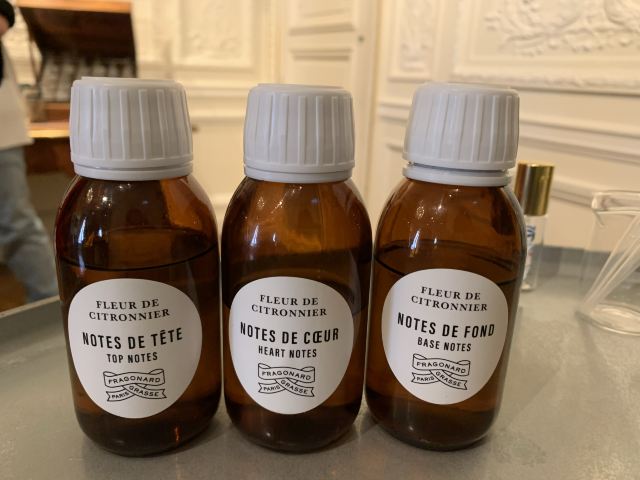 FLEUR DE
CITRONNIER
NOTES DE TÊTE
TOP NOTES
FRAGONARD
PARIS GRASSE
FLEUR DE
CITRONNIER
NOTES DE CŒUR
HEART NOTES
FRAGONARD
PARIS GRASSE
FLEUR DE
CITRONNIER
NOTES DE FOND
BASE NOTES
FRAGONARD
PARIS GRASSE